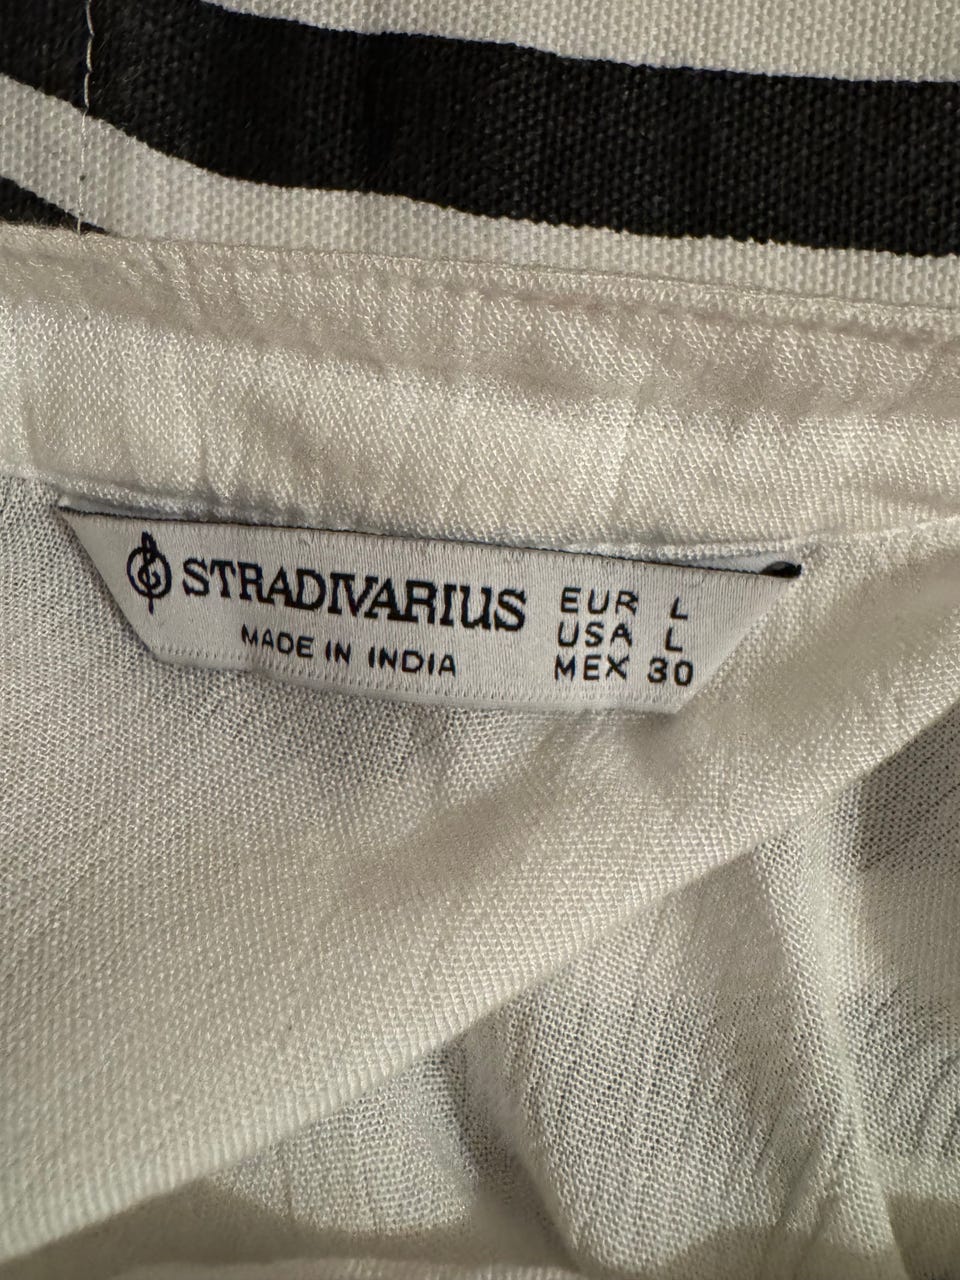 STRADIVARIUS
MADE IN INDIA
EUR L
USA L
MEX 30